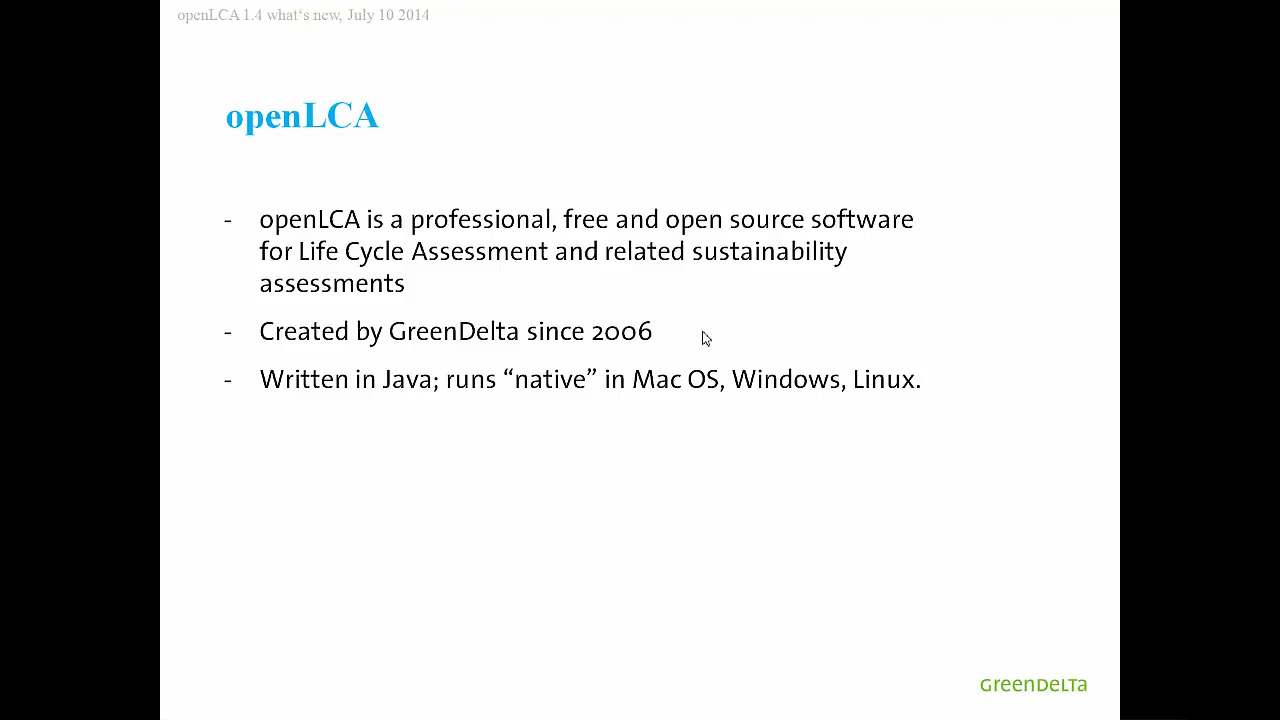 openLCA 1.4 what‘s new, July 10 2014
openLCA
- openLCA is a professional, free and open source software
for Life Cycle Assessment and related sustainability
assessments
- Created by GreenDelta since 2006
- Written in Java; runs “native” in Mac OS, Windows, Linux.
GreenDeLTa